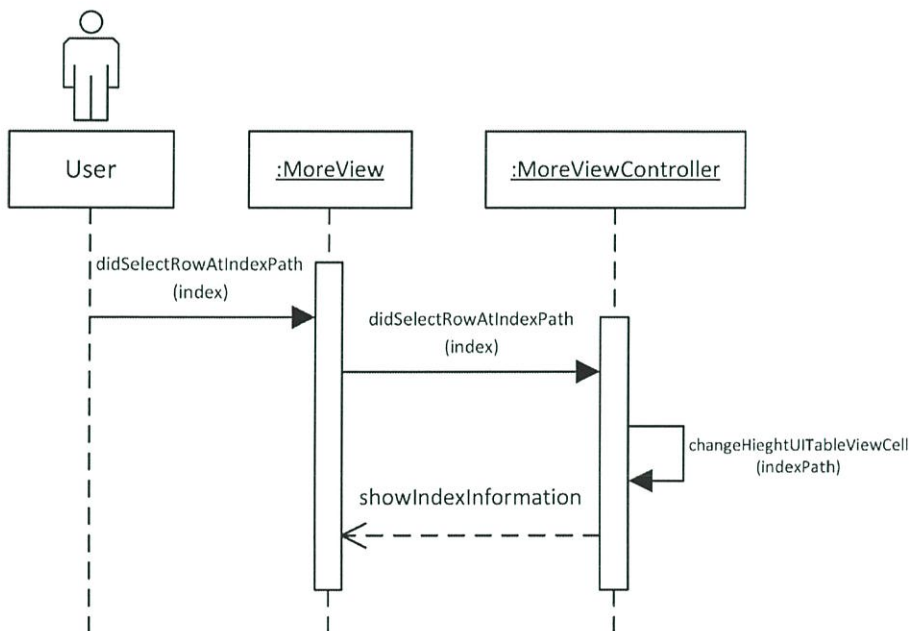 User
:MoreView
:MoreViewController
didSelectRowAtIndexPath
(index)
didSelectRowAtIndexPath
(index)
changeHieghtUITableViewCell
(indexPath)
showIndexInformation